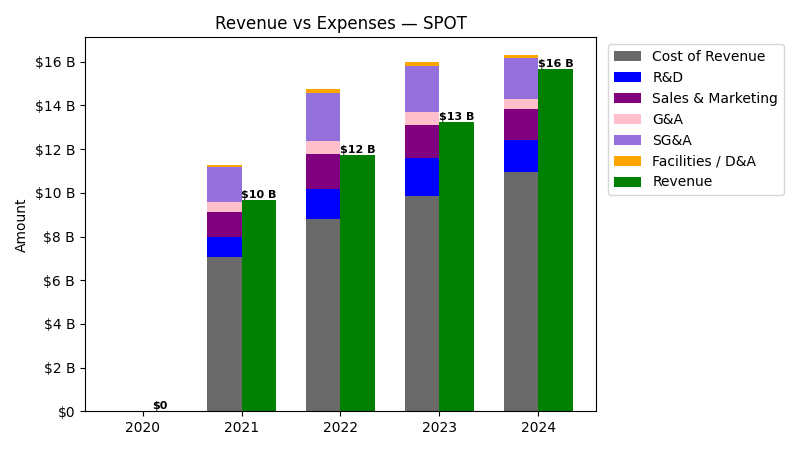 Revenue vs Expenses — SPOT
Amount
$16 B
$14 B
$12 B
$10 B
$8 B
$6 B
$4 B
$2 B
$0
$0
$10 B
$12 B
$13 B
$16 B
2020
2021
2022
2023
2024
Cost of Revenue
R&D
Sales & Marketing
G&A
SG&A
Facilities / D&A
Revenue